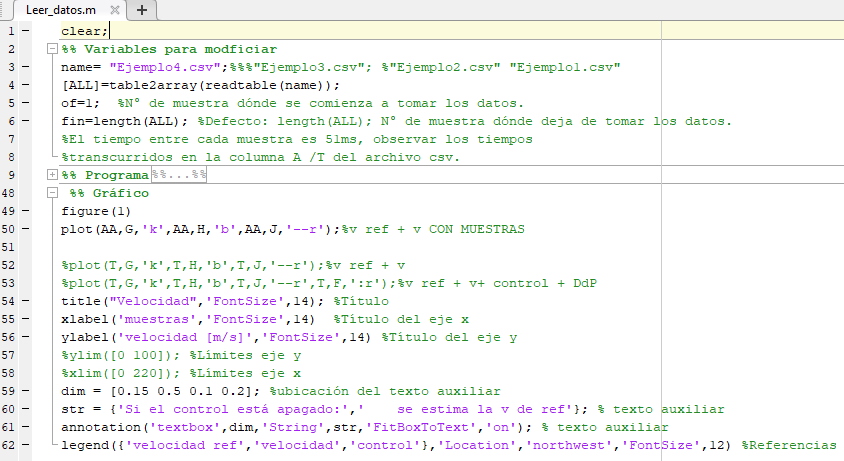 Leer_datos.m
1 clear;
2 %% Variables para modficiar
3 name= "Ejemplo4.csv";%%%"Ejemplo3.csv"; %"Ejemplo2.csv" "Ejemplo1.csv"
4 [ALL]=table2array(readtable(name));
5 of=1;  %N° de muestra dónde se comienza a tomar los datos.
6 fin=length(ALL); %Defecto: length(ALL); N° de muestra dónde deja de tomar los datos.
7 %El tiempo entre cada muestra es 51ms, observar los tiempos
8 %transcurridos en la columna A /T del archivo csv.
9 %% Programa %%...%%
48 %% Gráfico
49 figure(1)
50 plot(AA,G,'k',AA,H,'b',AA,J,'--r');%v ref + v CON MUESTRAS
51
52 %plot(T,G,'k',T,H,'b',T,J,'--r');%v ref + v
53 %plot(T,G,'k',T,H,'b',T,J,'--r',T,F,':r');%v ref + v+ control + DdP
54 title("Velocidad",'FontSize',14); %Título
55 xlabel('muestras','FontSize',14)  %Título del eje x
56 ylabel('velocidad [m/s]','FontSize',14) %Título del eje y
57 %ylim([0 100]); %Límites eje y
58 %xlim([0 220]); %Límites eje x
59 dim = [0.15 0.5 0.1 0.2]; %ubicación del texto auxiliar
60 str = {'Si el control está apagado:','    se estima la v de ref'}; % texto auxiliar
61 annotation('textbox',dim,'String',str,'FitBoxToText','on'); % texto auxiliar
62 legend({'velocidad ref','velocidad','control'},'Location','northwest','FontSize',12) %Referencias